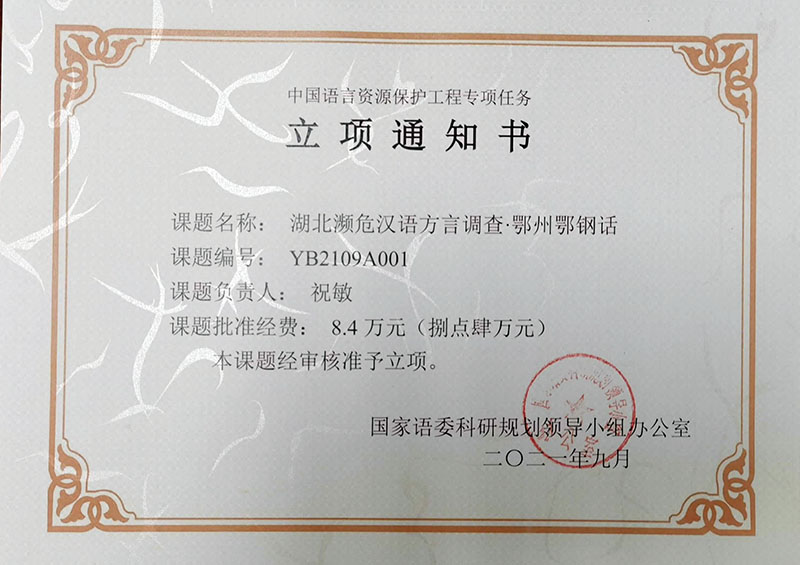 中国语言资源保护工程专项任务
立项通知书
课题名称： 湖北濒危汉语方言调查·鄂州鄂钢话
课题编号： YB2109A001
课题负责人： 祝敏
课题批准经费： 8.4 万元（捌点肆万元）
本课题经审核准予立项。
国家语委科研规划领导小组办公室
二〇二一年九月